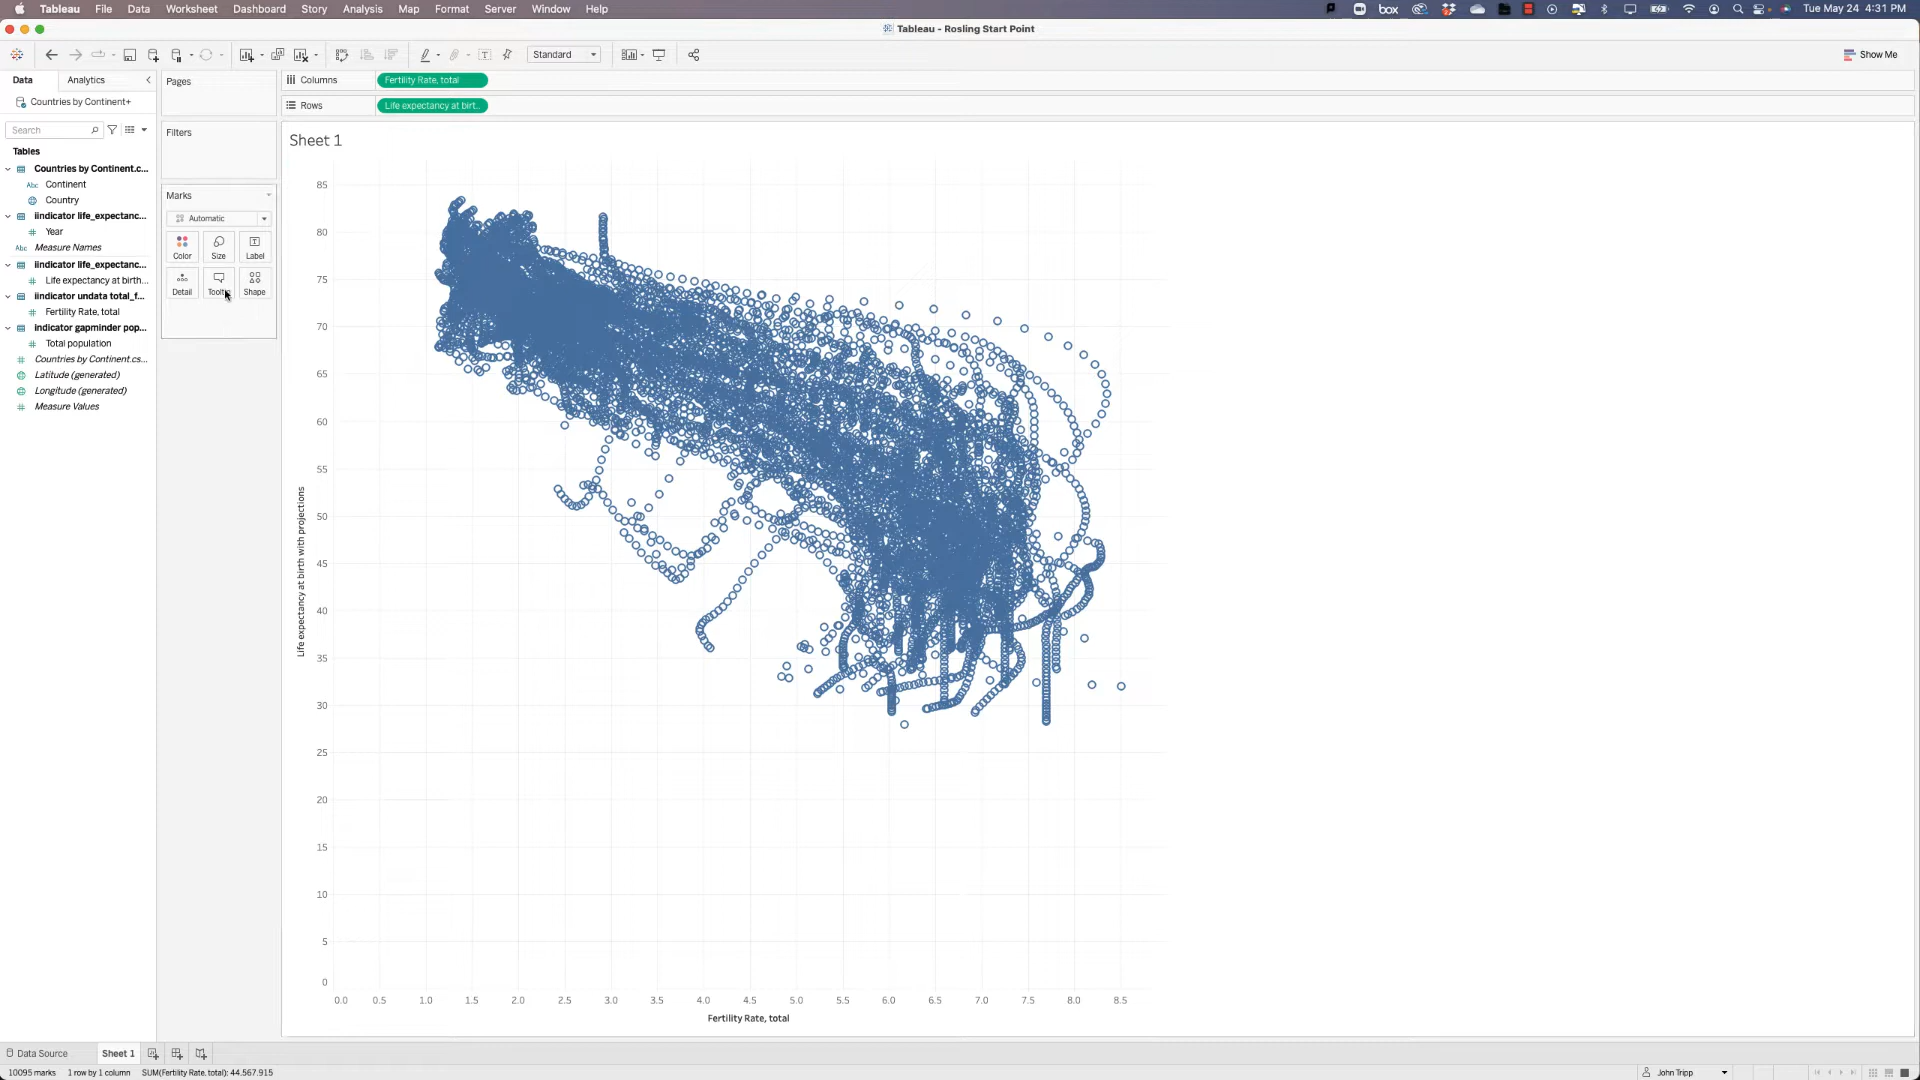 Tableau File Data Worksheet Dashboard Story Analysis Map Format Server Window Help
box
Tue May 24 4:31 PM
Tableau - Rosling Start Point
Standard
Show Me
Data Analytics
Countries by Continent+
Search
Tables
Countries by Continent.c...
Abc Continent
Country
iindicator life_expectanc...
Year
Abc Measure Names
iindicator life_expectanc...
Life expectancy at birth...
iindicator undata total_f...
Fertility Rate, total
indicator gapminder pop...
Total population
Countries by Continent.cs...
Latitude (generated)
Longitude (generated)
Measure Values
Pages
Filters
Marks
Automatic
Color Size Label
Detail Shape
Columns Fertility Rate, total
Rows Life expectancy at birt..
Sheet 1
85
80
75
70
65
60
55
50
45
40
35
30
25
20
15
10
5
0
Life expectancy at birth with projections
0.0 0.5 1.0 1.5 2.0 2.5 3.0 3.5 4.0 4.5 5.0 5.5 6.0 6.5 7.0 7.5 8.0 8.5
Fertility Rate, total
Data Source Sheet 1
10095 marks 1 row by 1 column SUM(Fertility Rate, total): 44,567.915
John Tripp